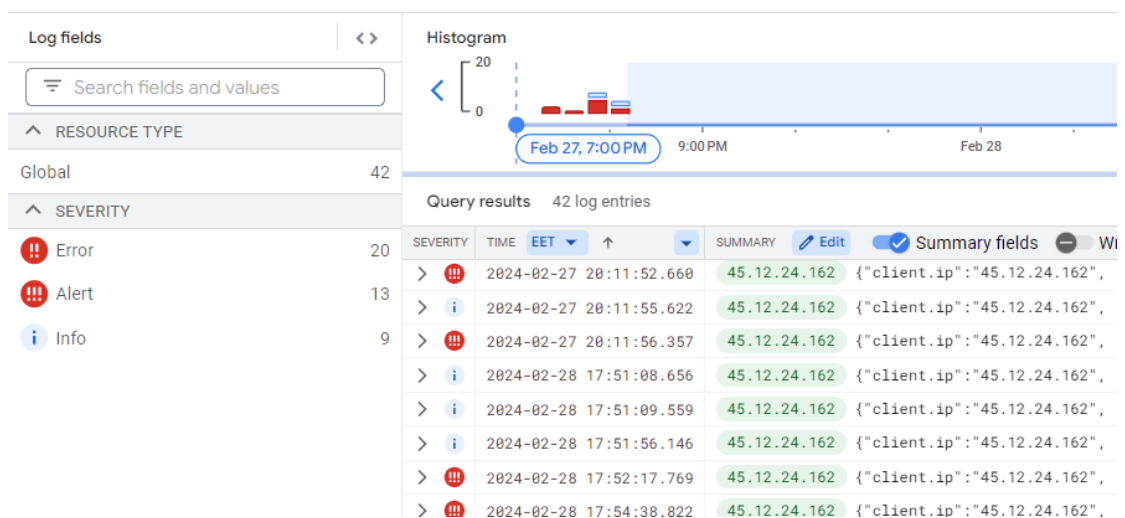 Log fields
Histogram
Search fields and values
20
0
RESOURCE TYPE
Feb 27, 7:00 PM
9:00 PM
Feb 28
Global 42
Query results 42 log entries
SEVERITY
Error 20
Alert 13
Info 9
SEVERITY TIME EET SUMMARY Edit Summary fields Wr
2024-02-27 20:11:52.660 45.12.24.162 {"client.ip":"45.12.24.162",
2024-02-27 20:11:55.622 45.12.24.162 {"client.ip":"45.12.24.162",
2024-02-27 20:11:56.357 45.12.24.162 {"client.ip":"45.12.24.162",
2024-02-28 17:51:08.656 45.12.24.162 {"client.ip":"45.12.24.162",
2024-02-28 17:51:09.559 45.12.24.162 {"client.ip":"45.12.24.162",
2024-02-28 17:51:56.146 45.12.24.162 {"client.ip":"45.12.24.162",
2024-02-28 17:52:17.769 45.12.24.162 {"client.ip":"45.12.24.162",
2024-02-28 17:54:38.822 45.12.24.162 {"client.ip":"45.12.24.162",